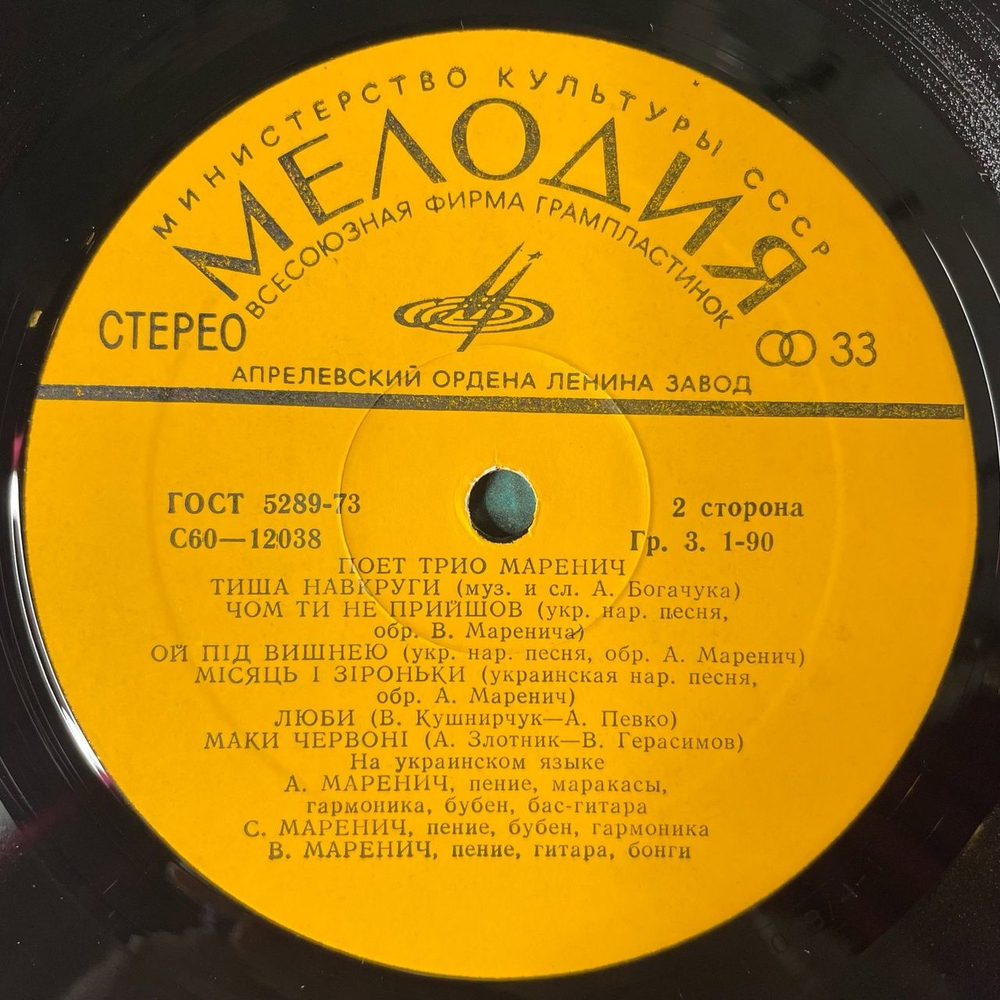 МИНИСТЕРСТВО КУЛЬТУРЫ СССР
МЕЛОДИЯ
ВСЕСОЮЗНАЯ ФИРМА ГРАМПЛАСТИНОК
СТЕРЕО
33
АПРЕЛЕВСКИЙ ОРДЕНА ЛЕНИНА ЗАВОД
ГОСТ 5289-73
2 сторона
С60—12038
Гр. 3. 1-90
ПОЕТ ТРИО МАРЕНИЧ
ТИША НАВКРУГИ (муз. и сл. А. Богачука)
ЧОМ ТИ НЕ ПРИЙШОВ (укр. нар. песня,
обр. В. Маренича)
ОЙ ПІД ВИШНЕЮ (укр. нар. песня, обр. А. Маренич)
МІСЯЦЬ І ЗІРОНЬКИ (украинская нар. песня,
обр. А. Маренич)
ЛЮБИ (В. Кушнирчук—А. Певко)
МАКИ ЧЕРВОНІ (А. Злотник—В. Герасимов)
На украинском языке
А. МАРЕНИЧ, пение, маракасы,
гармоника, бубен, бас-гитара
С. МАРЕНИЧ, пение, бубен, гармоника
В. МАРЕНИЧ, пение, гитара, бонги